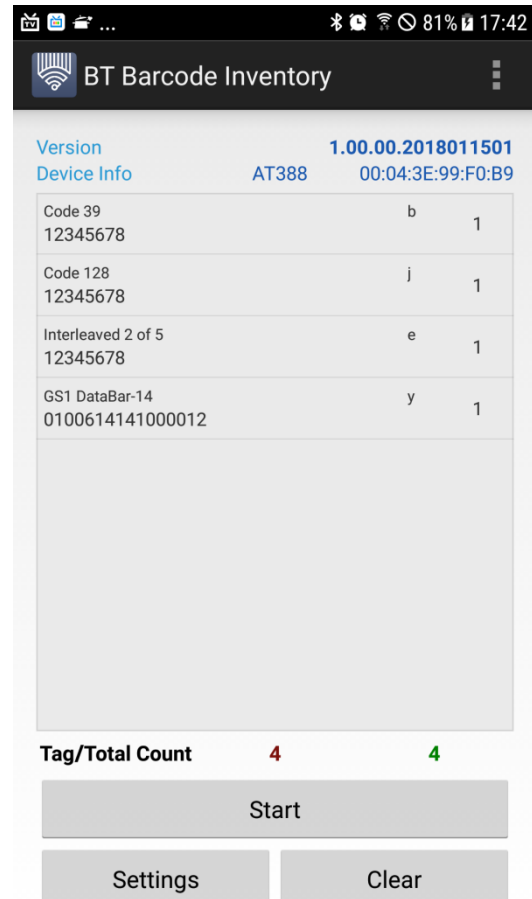 ... 81% 17:42
BT Barcode Inventory
Version 1.00.00.2018011501
Device Info AT388 00:04:3E:99:F0:B9
Code 39 b 1
12345678
Code 128 j 1
12345678
Interleaved 2 of 5 e 1
12345678
GS1 DataBar-14 y 1
0100614141000012
Tag/Total Count 4 4
Start
Settings Clear